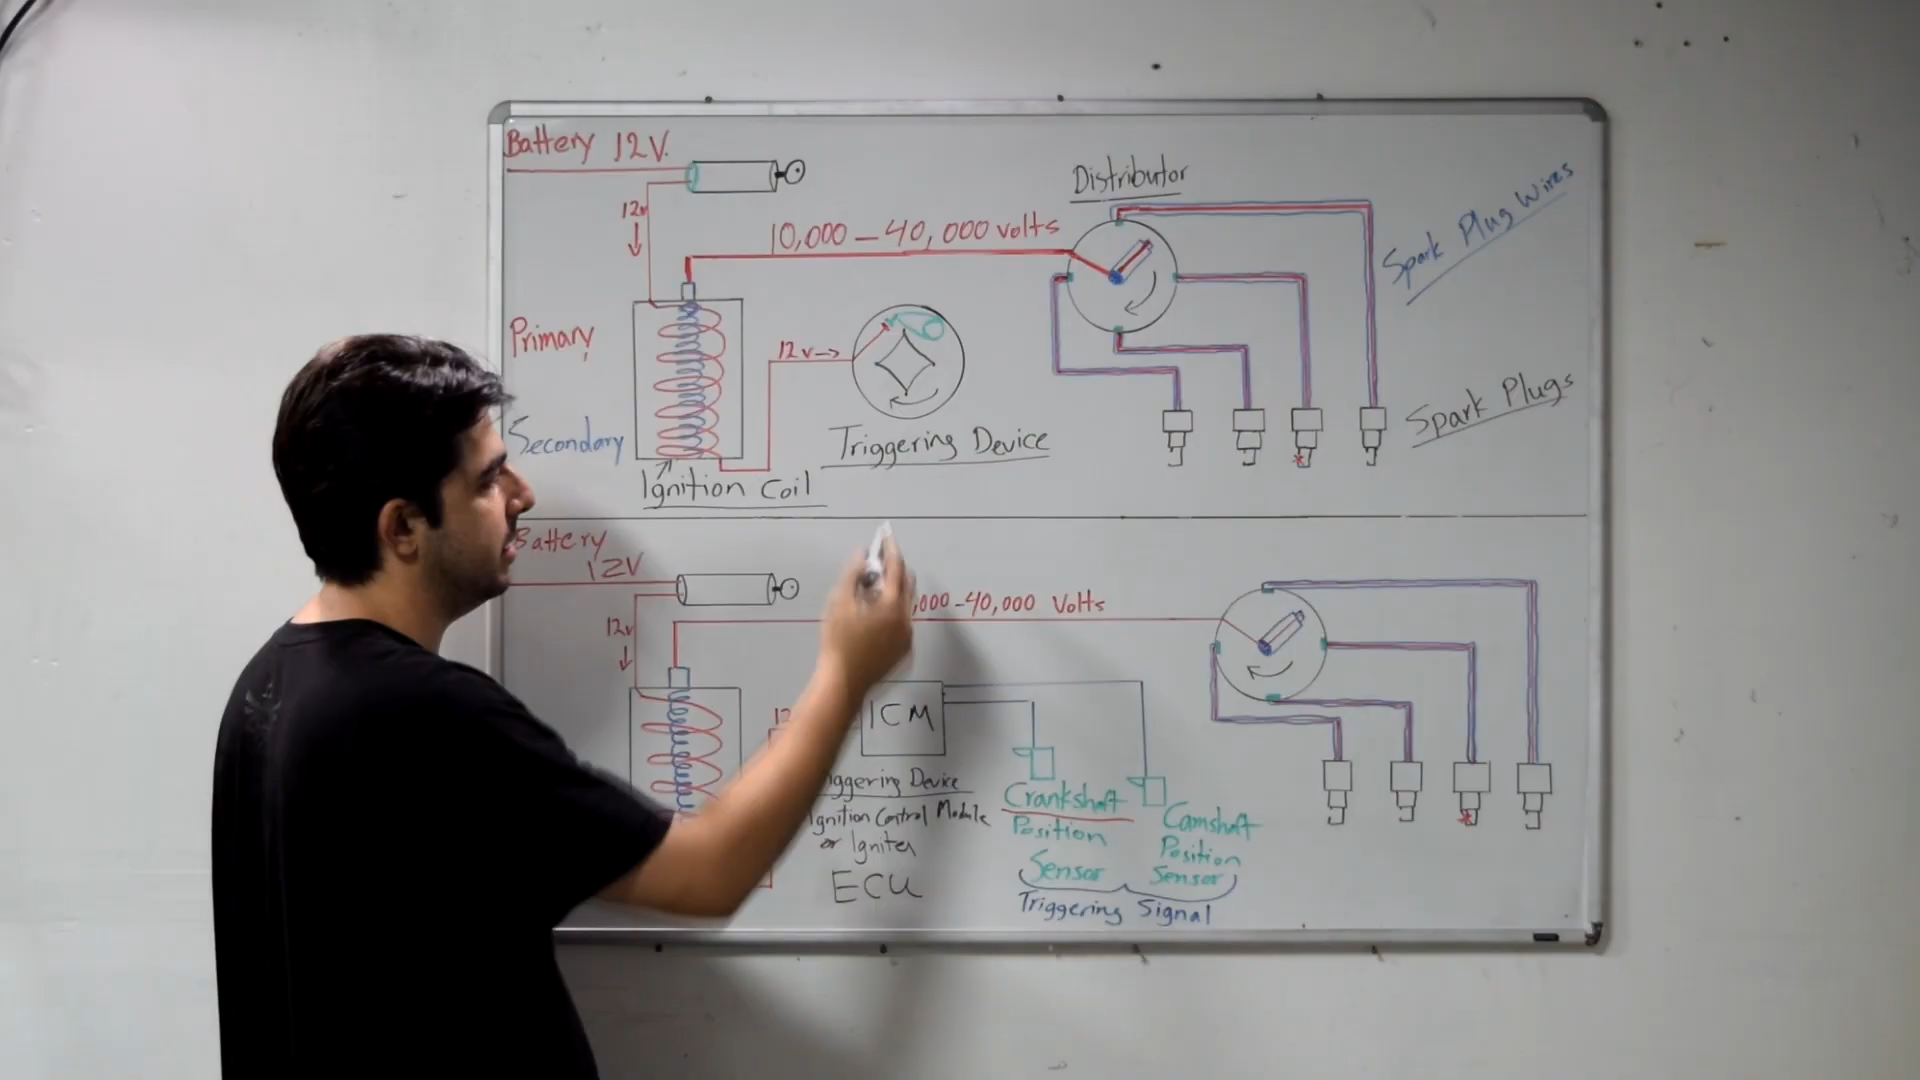 Battery 12V.
12v
10,000 – 40,000 volts
Distributor
Spark Plug Wires
Primary
Secondary
12v→
Ignition Coil
Triggering Device
Spark Plugs
Battery
12V
12v
,000-40,000 Volts
ICM
Device
Ignition Control Module
or Igniter
ECU
Crankshaft
Position
Sensor
Camshaft
Position
Sensor
Triggering Signal